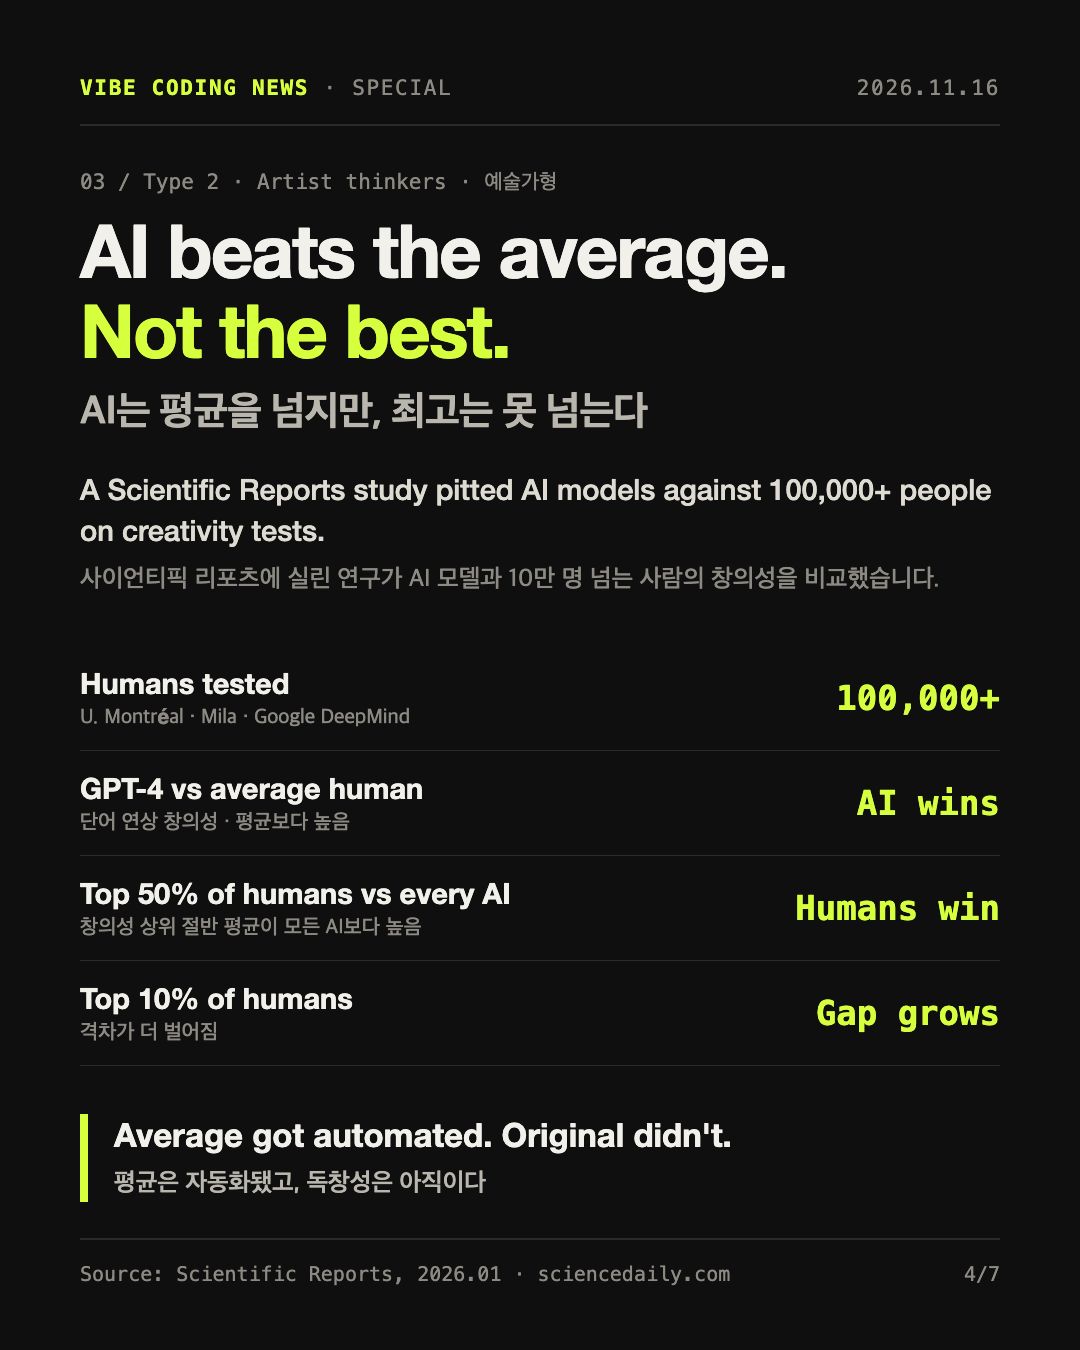 VIBE CODING NEWS · SPECIAL
2026.11.16
03 / Type 2 · Artist thinkers · 예술가형
AI beats the average.
Not the best.
AI는 평균을 넘지만, 최고는 못 넘는다
A Scientific Reports study pitted AI models against 100,000+ people
on creativity tests.
사이언티픽 리포츠에 실린 연구가 AI 모델과 10만 명 넘는 사람의 창의성을 비교했습니다.
Humans tested
U. Montréal · Mila · Google DeepMind
100,000+
GPT-4 vs average human
단어 연상 창의성 · 평균보다 높음
AI wins
Top 50% of humans vs every AI
창의성 상위 절반 평균이 모든 AI보다 높음
Humans win
Top 10% of humans
격차가 더 벌어짐
Gap grows
Average got automated. Original didn't.
평균은 자동화됐고, 독창성은 아직이다
Source: Scientific Reports, 2026.01 · sciencedaily.com
4/7